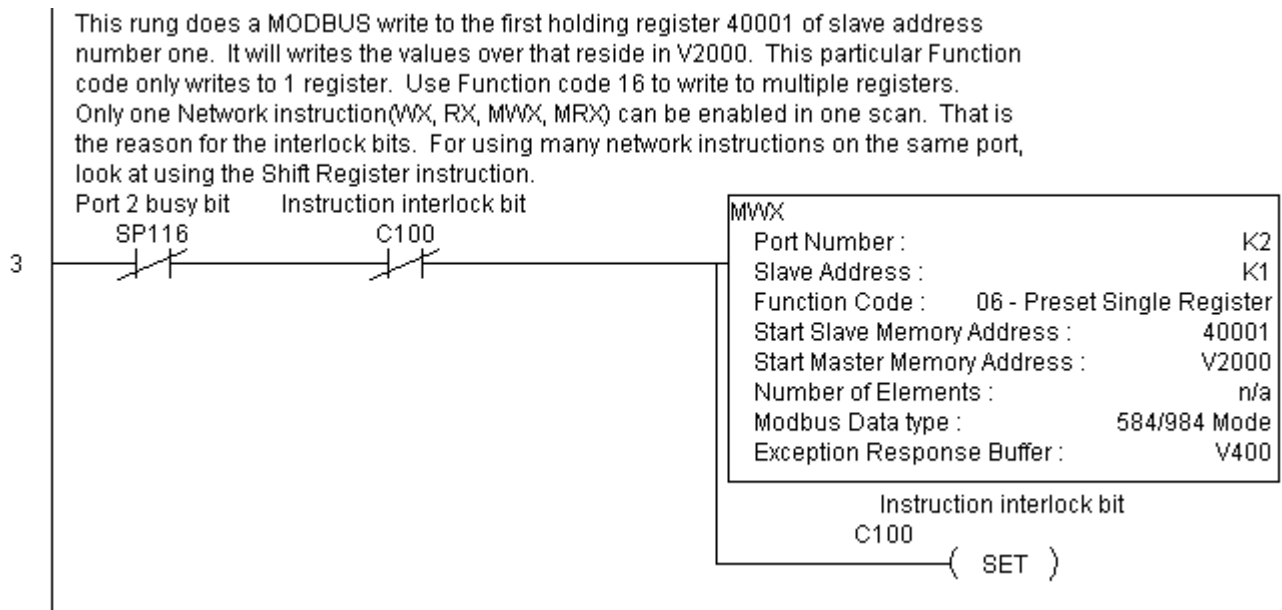 This rung does a MODBUS write to the first holding register 40001 of slave address
number one.  It will writes the values over that reside in V2000.  This particular Function
code only writes to 1 register.  Use Function code 16 to write to multiple registers.
Only one Network instruction(WX, RX, MWX, MRX) can be enabled in one scan.  That is
the reason for the interlock bits.  For using many network instructions on the same port,
look at using the Shift Register instruction.
Port 2 busy bit Instruction interlock bit
SP116 C100
3
MWX
Port Number : K2
Slave Address : K1
Function Code : 06 - Preset Single Register
Start Slave Memory Address : 40001
Start Master Memory Address : V2000
Number of Elements : n/a
Modbus Data type : 584/984 Mode
Exception Response Buffer : V400
Instruction interlock bit
C100
( SET )